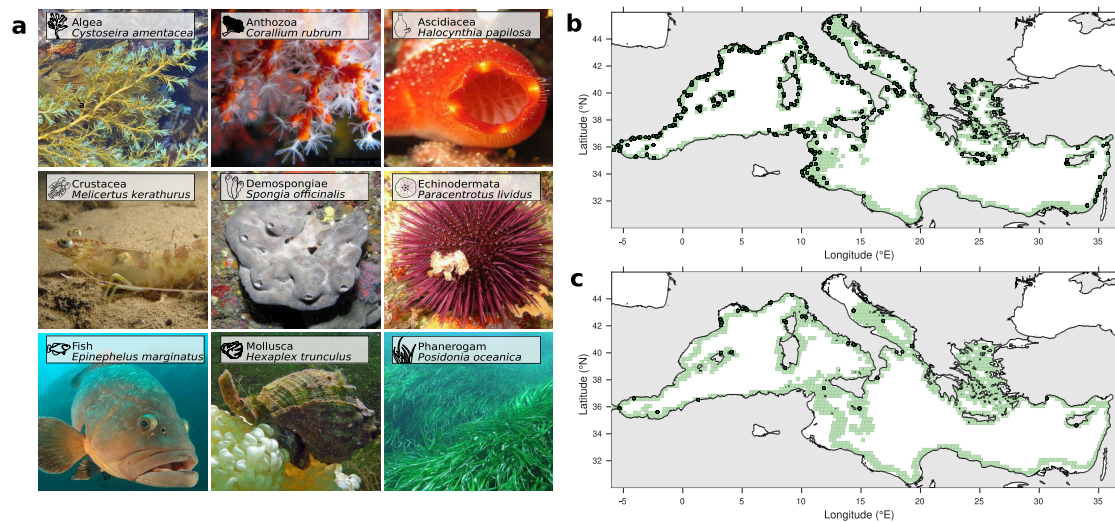 a
Algea
Cystoseira amentacea
a
Anthozoa
Corallium rubrum
Ascidiacea
Halocynthia papilosa
Crustacea
Melicertus kerathurus
Demospongiae
Spongia officinalis
Echinodermata
Paracentrotus lividus
Fish
Epinephelus marginatus
Mollusca
Hexaplex trunculus
Phanerogam
Posidonia oceanica
b
Latitude (°N)
44
42
40
38
36
34
32
-5 0 5 10 15 20 25 30 35
Longitude (°E)
c
Latitude (°N)
44
42
40
38
36
34
32
-5 0 5 10 15 20 25 30 35
Longitude (°E)